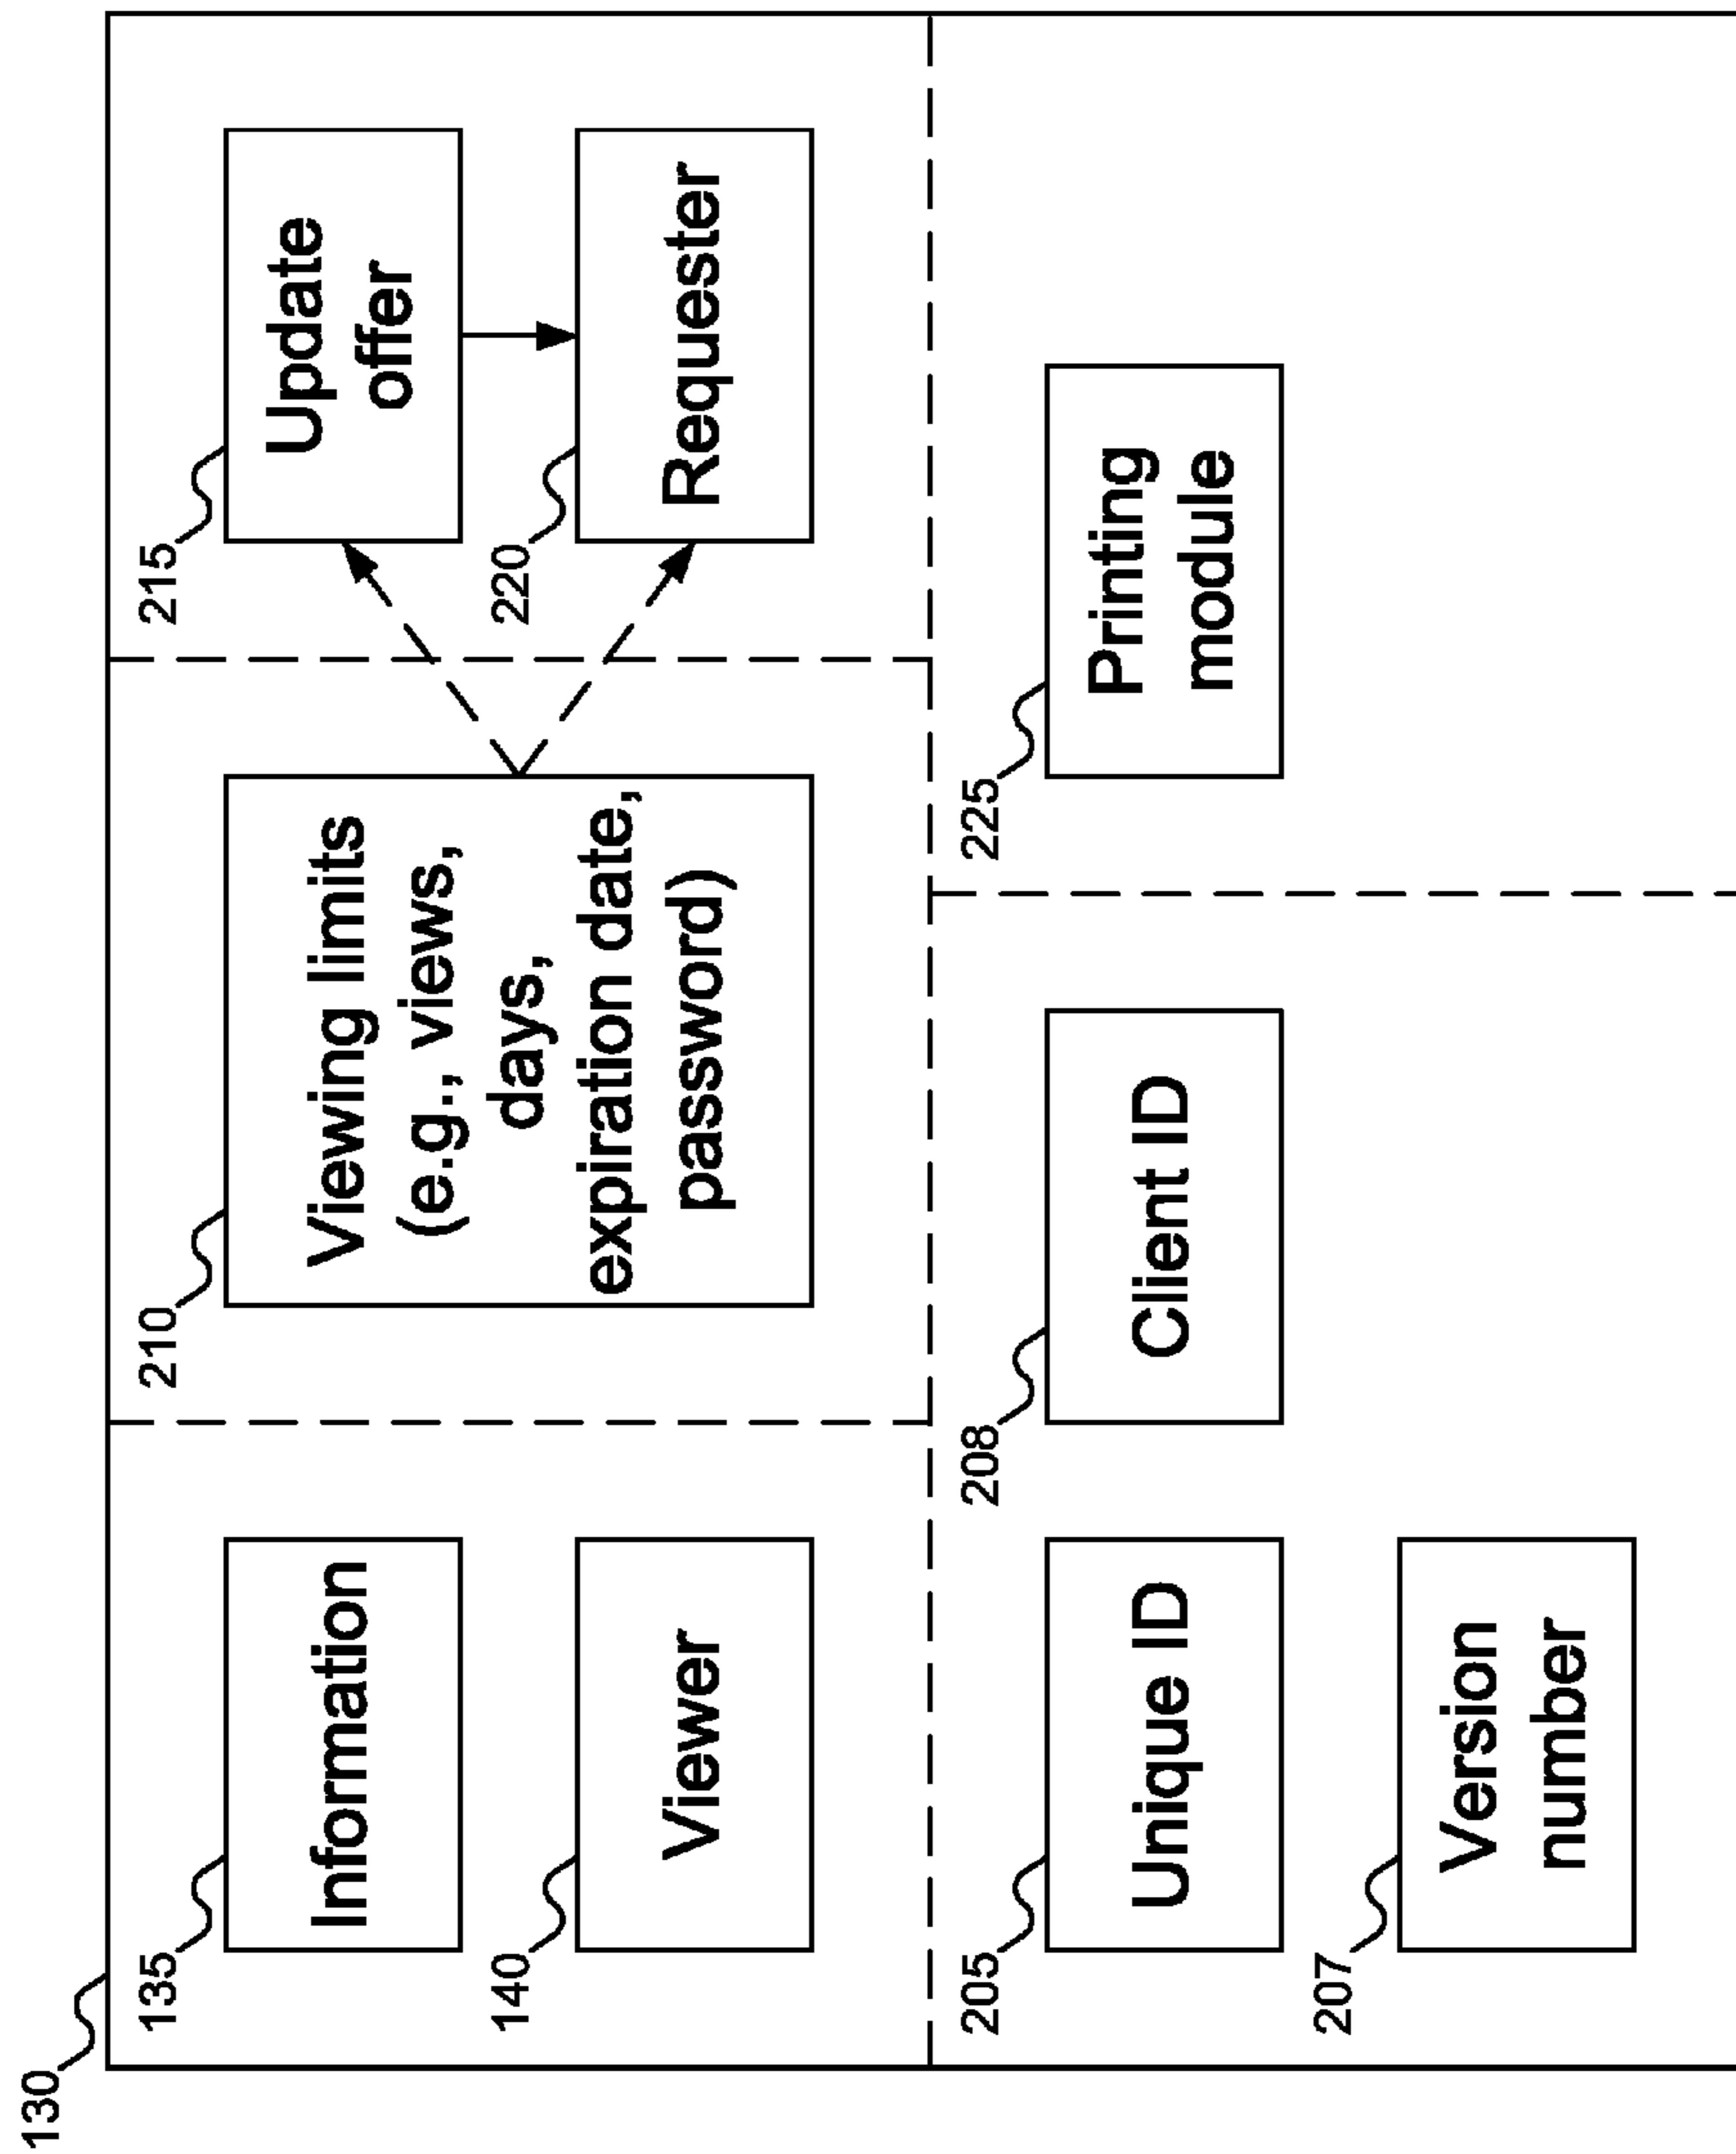 130
135
Information
140
Viewer
210
Viewing limits
(e.g., views,
days,
expiration date,
password)
215
Update
offer
220
Requester
205
Unique ID
207
Version
number
208
Client ID
225
Printing
module